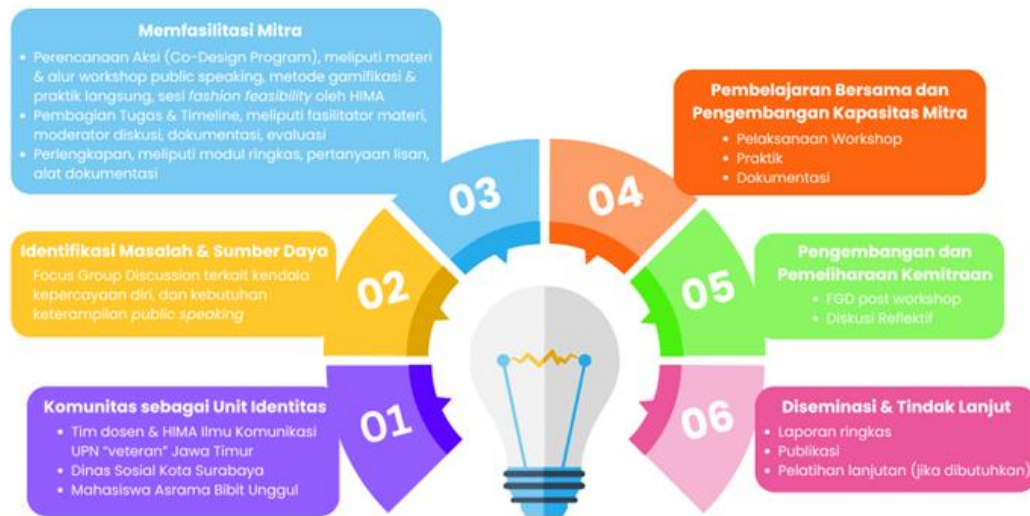 01
Komunitas sebagai Unit Identitas
• Tim dosen & HIMA Ilmu Komunikasi
UPN "veteran" Jawa Timur
• Dinas Sosial Kota Surabaya
• Mahasiswa Asrama Bibit Unggul
02
Identifikasi Masalah & Sumber Daya
Focus Group Discussion terkait kendala
kepercayaan diri, dan kebutuhan
keterampilan public speaking
03
Memfasilitasi Mitra
• Perencanaan Aksi (Co-Design Program), meliputi materi
& alur workshop public speaking, metode gamifikasi &
praktik langsung, sesi fashion feasibility oleh HIMA
• Pembagian Tugas & Timeline, meliputi fasilitator materi,
moderator diskusi, dokumentasi, evaluasi
• Perlengkapan, meliputi modul ringkas, pertanyaan lisan,
alat dokumentasi
04
Pembelajaran Bersama dan
Pengembangan Kapasitas Mitra
• Pelaksanaan Workshop
• Praktik
• Dokumentasi
05
Pengembangan dan
Pemeliharaan Kemitraan
• FGD post workshop
• Diskusi Reflektif
06
Diseminasi & Tindak Lanjut
• Laporan ringkas
• Publikasi
• Pelatihan lanjutan (jika dibutuhkan)